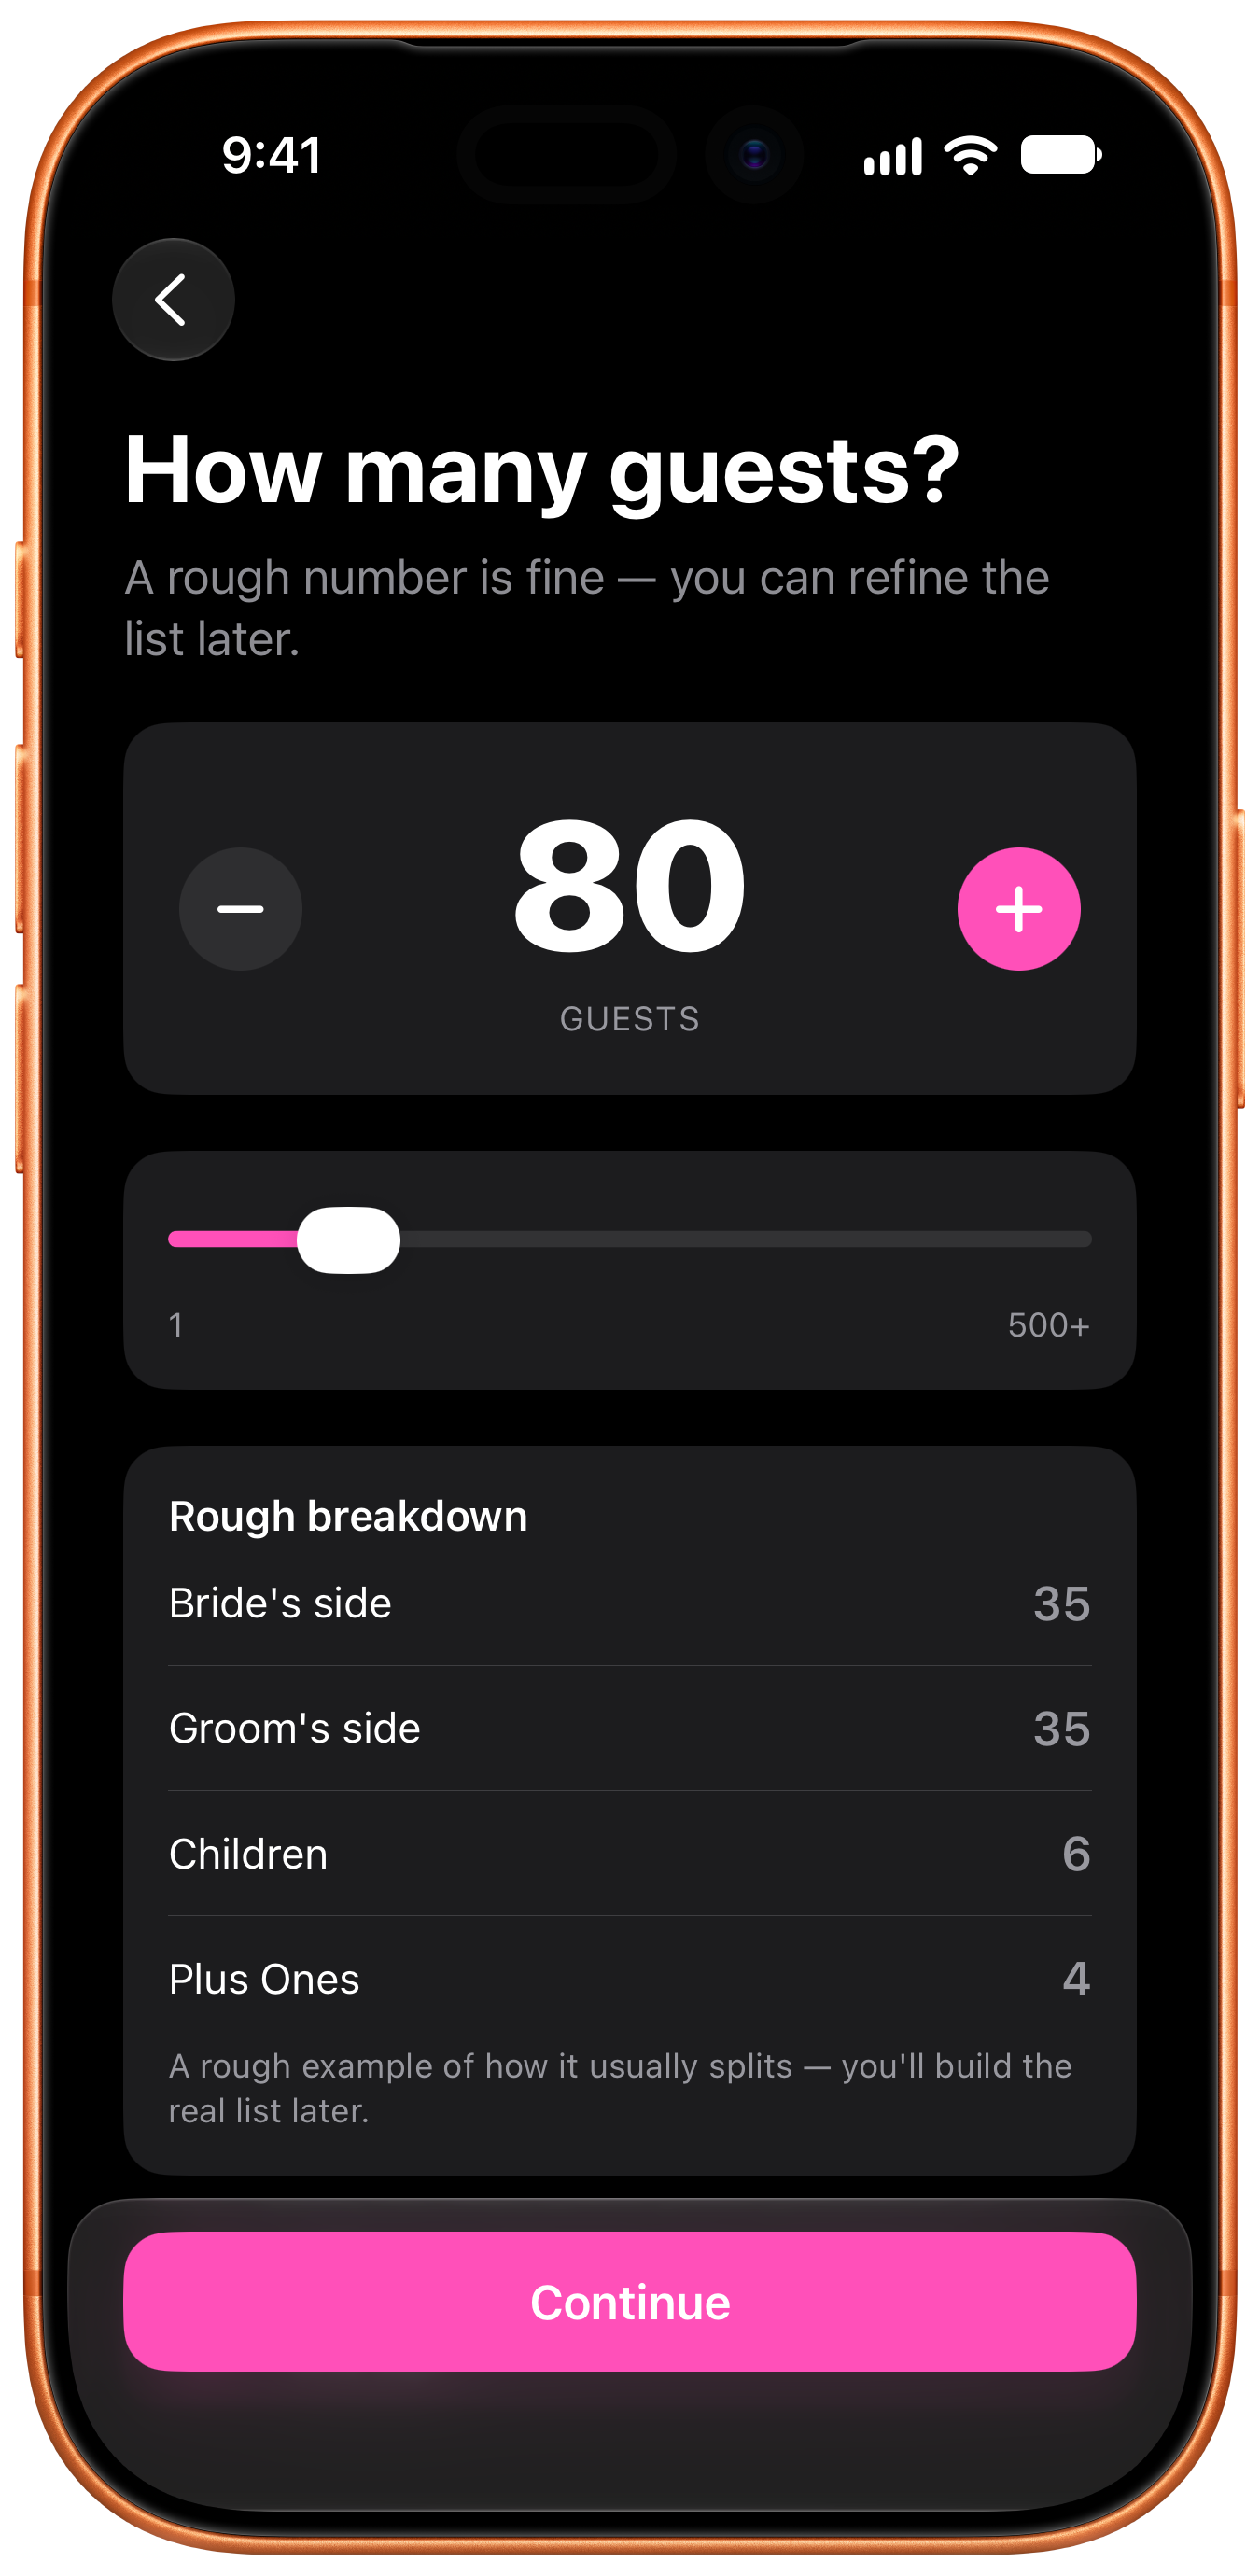 9:41
How many guests?
A rough number is fine — you can refine the
list later.
80
GUESTS
1
500+
Rough breakdown
Bride's side 35
Groom's side 35
Children 6
Plus Ones 4
A rough example of how it usually splits — you'll build the
real list later.
Continue